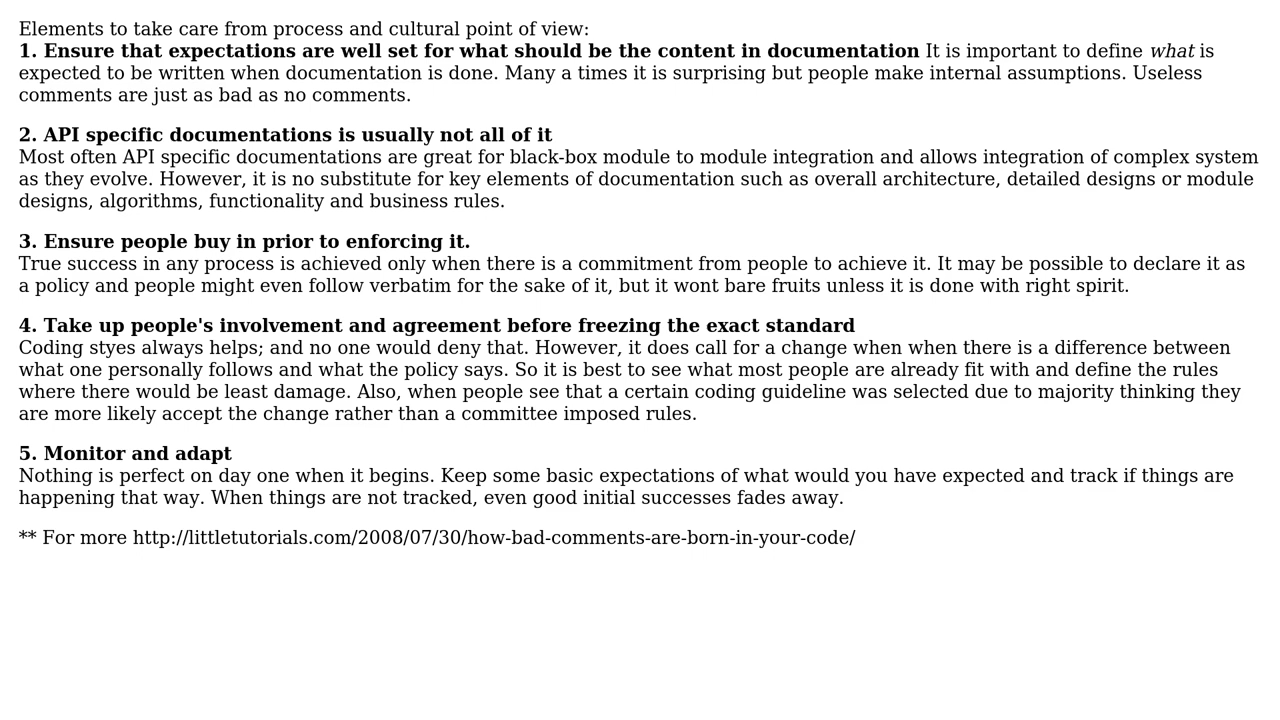 Elements to take care from process and cultural point of view:
1. Ensure that expectations are well set for what should be the content in documentation It is important to define what is
expected to be written when documentation is done. Many a times it is surprising but people make internal assumptions. Useless
comments are just as bad as no comments.
2. API specific documentations is usually not all of it
Most often API specific documentations are great for black-box module to module integration and allows integration of complex system
as they evolve. However, it is no substitute for key elements of documentation such as overall architecture, detailed designs or module
designs, algorithms, functionality and business rules.
3. Ensure people buy in prior to enforcing it.
True success in any process is achieved only when there is a commitment from people to achieve it. It may be possible to declare it as
a policy and people might even follow verbatim for the sake of it, but it wont bare fruits unless it is done with right spirit.
4. Take up people's involvement and agreement before freezing the exact standard
Coding styes always helps; and no one would deny that. However, it does call for a change when when there is a difference between
what one personally follows and what the policy says. So it is best to see what most people are already fit with and define the rules
where there would be least damage. Also, when people see that a certain coding guideline was selected due to majority thinking they
are more likely accept the change rather than a committee imposed rules.
5. Monitor and adapt
Nothing is perfect on day one when it begins. Keep some basic expectations of what would you have expected and track if things are
happening that way. When things are not tracked, even good initial successes fades away.
** For more http://littletutorials.com/2008/07/30/how-bad-comments-are-born-in-your-code/